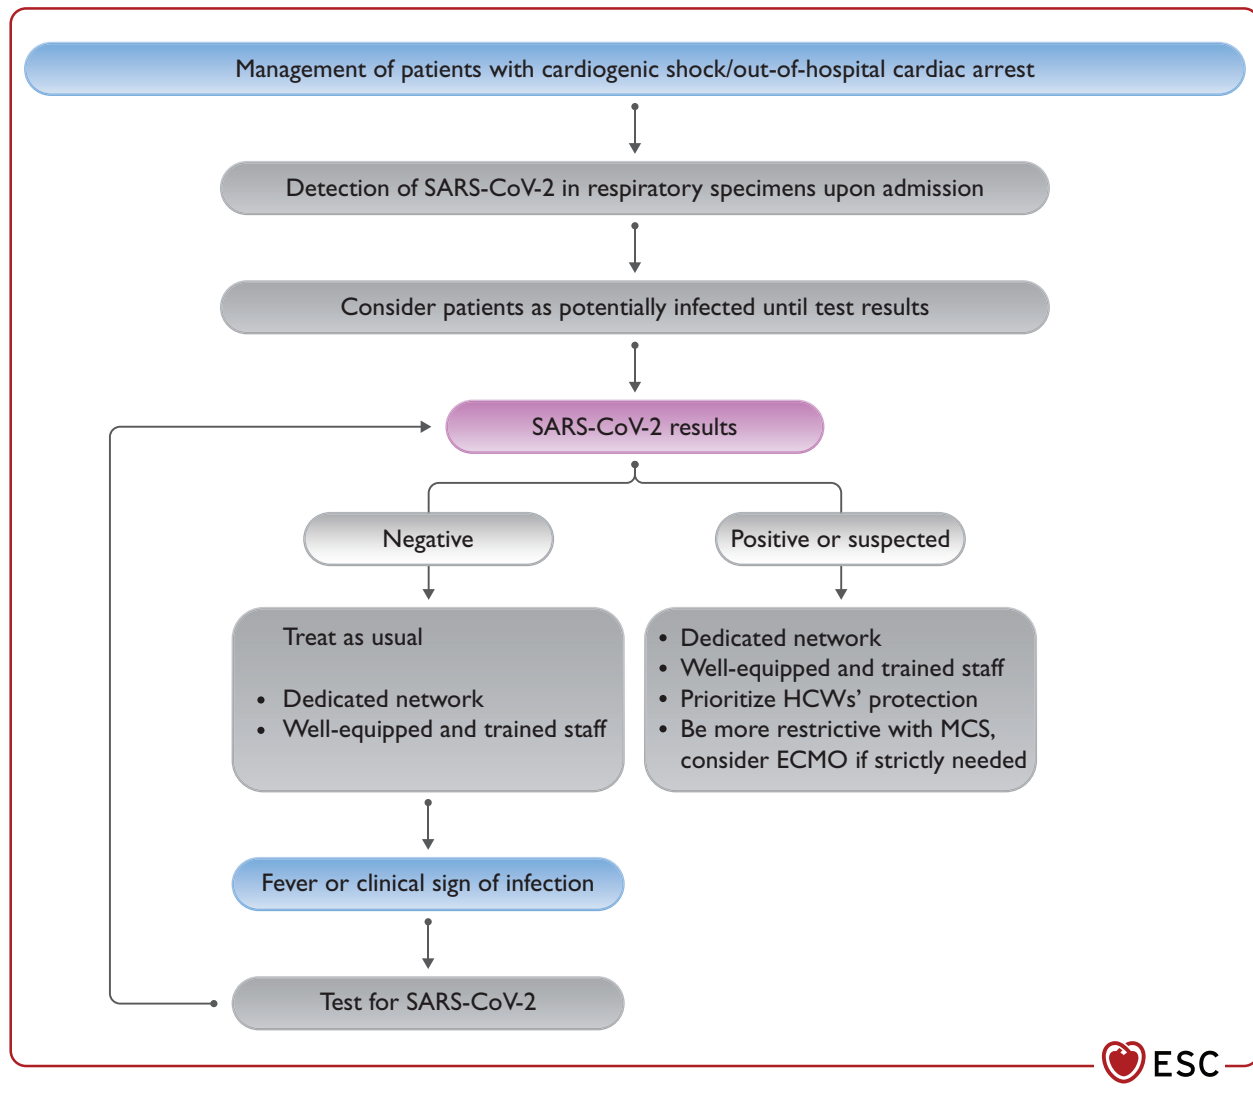 Management of patients with cardiogenic shock/out-of-hospital cardiac arrest
Detection of SARS-CoV-2 in respiratory specimens upon admission
Consider patients as potentially infected until test results
SARS-CoV-2 results
Negative
Positive or suspected
Treat as usual
• Dedicated network
• Well-equipped and trained staff
• Dedicated network
• Well-equipped and trained staff
• Prioritize HCWs’ protection
• Be more restrictive with MCS,
consider ECMO if strictly needed
Fever or clinical sign of infection
Test for SARS-CoV-2
ESC